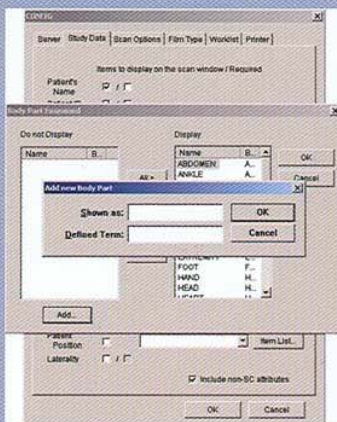 CONFIG
Server Study Data Scan Options Film Type Worklist Printer
Items to display on the scan window / Required
Patient's Name /
Body Part Examined
Do not Display Display
Name B... Name B...
All
ABDOMEN A...
OK
ANKLE A...
Cancel
Add new Body Part
Shown as: OK
Defined Term: Cancel
FOOT F...
HAND H...
HEAD H...
Add...
Patient Position
Item List...
Laterality /
Include non-SC attributes
OK Cancel